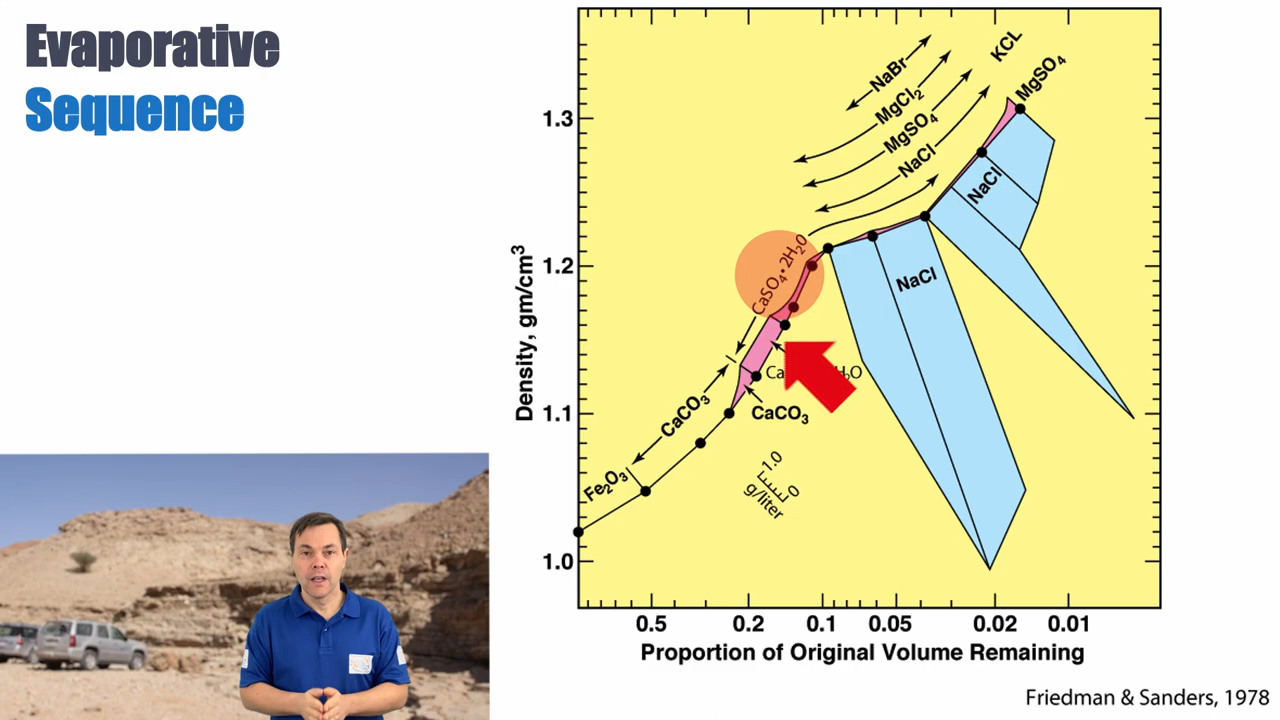 Evaporative
Sequence
KCL
MgSO₄
NaBr
MgCl₂
MgSO₄
NaCl
NaCl
NaCl
CaSO₄•2H₂O
H₂O
CaCO₃
CaCO₃
Fe₂O₃
1.0
0
g/liter
1.3
1.2
1.1
1.0
Density, gm/cm³
0.5 0.2 0.1 0.05 0.02 0.01
Proportion of Original Volume Remaining
Friedman & Sanders, 1978